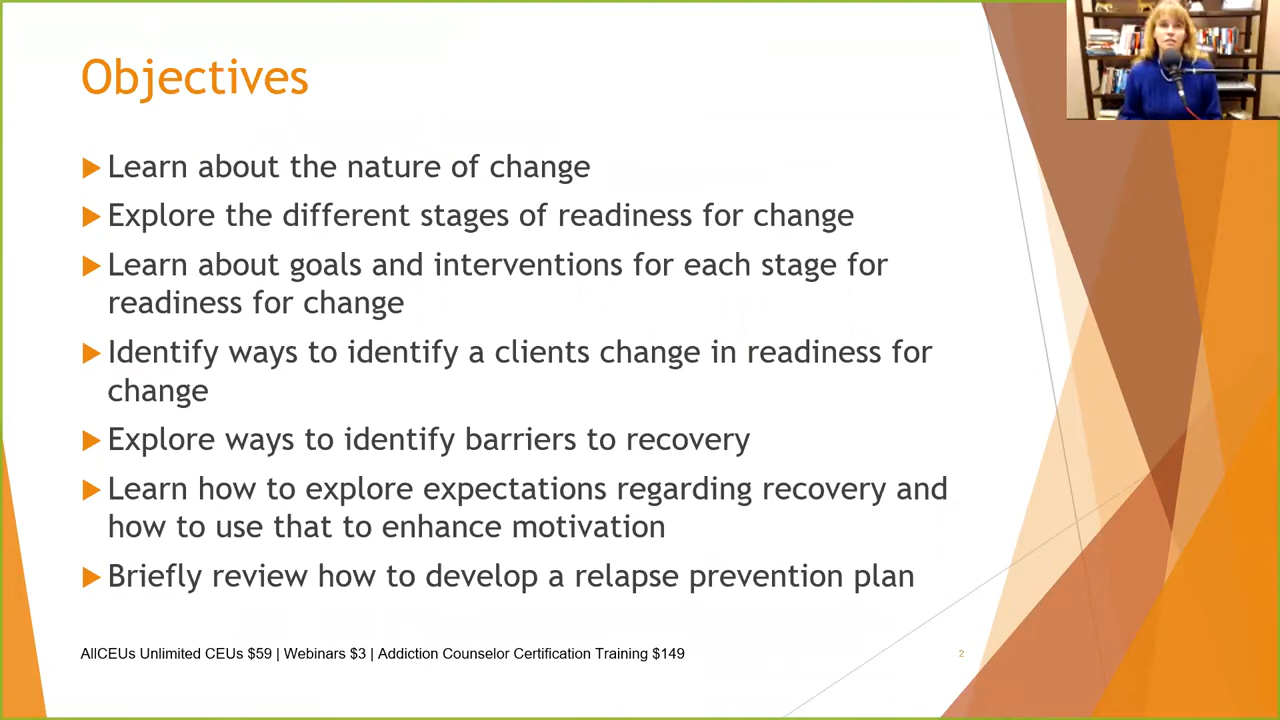 Objectives
Learn about the nature of change
Explore the different stages of readiness for change
Learn about goals and interventions for each stage for
readiness for change
Identify ways to identify a clients change in readiness for
change
Explore ways to identify barriers to recovery
Learn how to explore expectations regarding recovery and
how to use that to enhance motivation
Briefly review how to develop a relapse prevention plan
AllCEUs Unlimited CEUs $59 | Webinars $3 | Addiction Counselor Certification Training $149
2